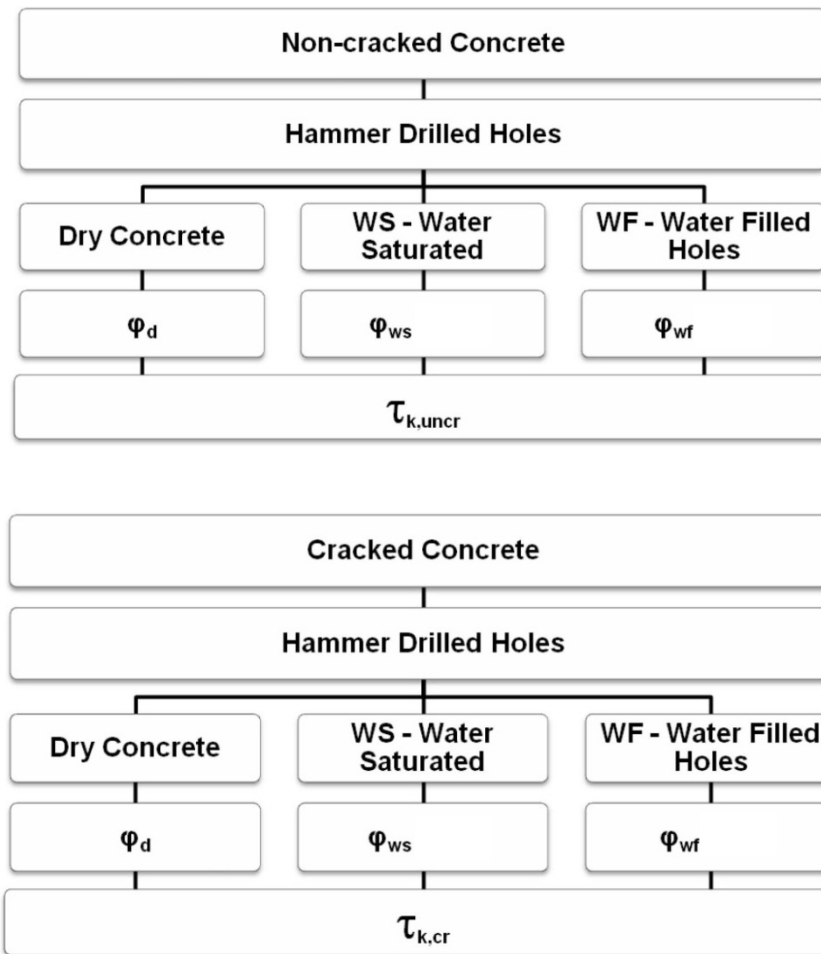 Non-cracked Concrete
Hammer Drilled Holes
Dry Concrete
WS - Water
Saturated
WF - Water Filled
Holes
φd
φws
φwf
τk,uncr
Cracked Concrete
Hammer Drilled Holes
Dry Concrete
WS - Water
Saturated
WF - Water Filled
Holes
φd
φws
φwf
τk,cr